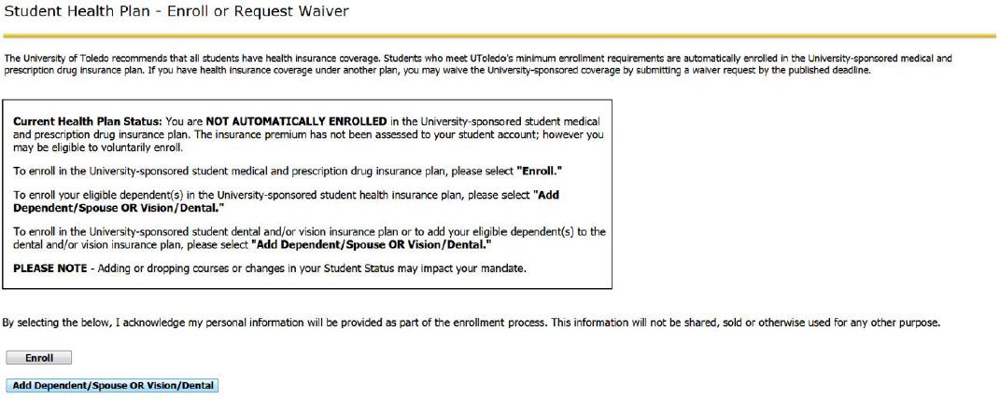 Student Health Plan - Enroll or Request Waiver
The University of Toledo recommends that all students have health insurance coverage. Students who meet UToledo's minimum enrollment requirements are automatically enrolled in the University-sponsored medical and
prescription drug insurance plan. If you have health insurance coverage under another plan, you may waive the University-sponsored coverage by submitting a waiver request by the published deadline.
Current Health Plan Status: You are NOT AUTOMATICALLY ENROLLED in the University-sponsored student medical
and prescription drug insurance plan. The insurance premium has not been assessed to your student account; however you
may be eligible to voluntarily enroll.
To enroll in the University-sponsored student medical and prescription drug insurance plan, please select "Enroll."
To enroll your eligible dependent(s) in the University-sponsored student health insurance plan, please select "Add
Dependent/Spouse OR Vision/Dental."
To enroll in the University-sponsored student dental and/or vision insurance plan or to add your eligible dependent(s) to the
dental and/or vision insurance plan, please select "Add Dependent/Spouse OR Vision/Dental."
PLEASE NOTE - Adding or dropping courses or changes in your Student Status may impact your mandate.
By selecting the below, I acknowledge my personal information will be provided as part of the enrollment process. This information will not be shared, sold or otherwise used for any other purpose.
Enroll
Add Dependent/Spouse OR Vision/Dental